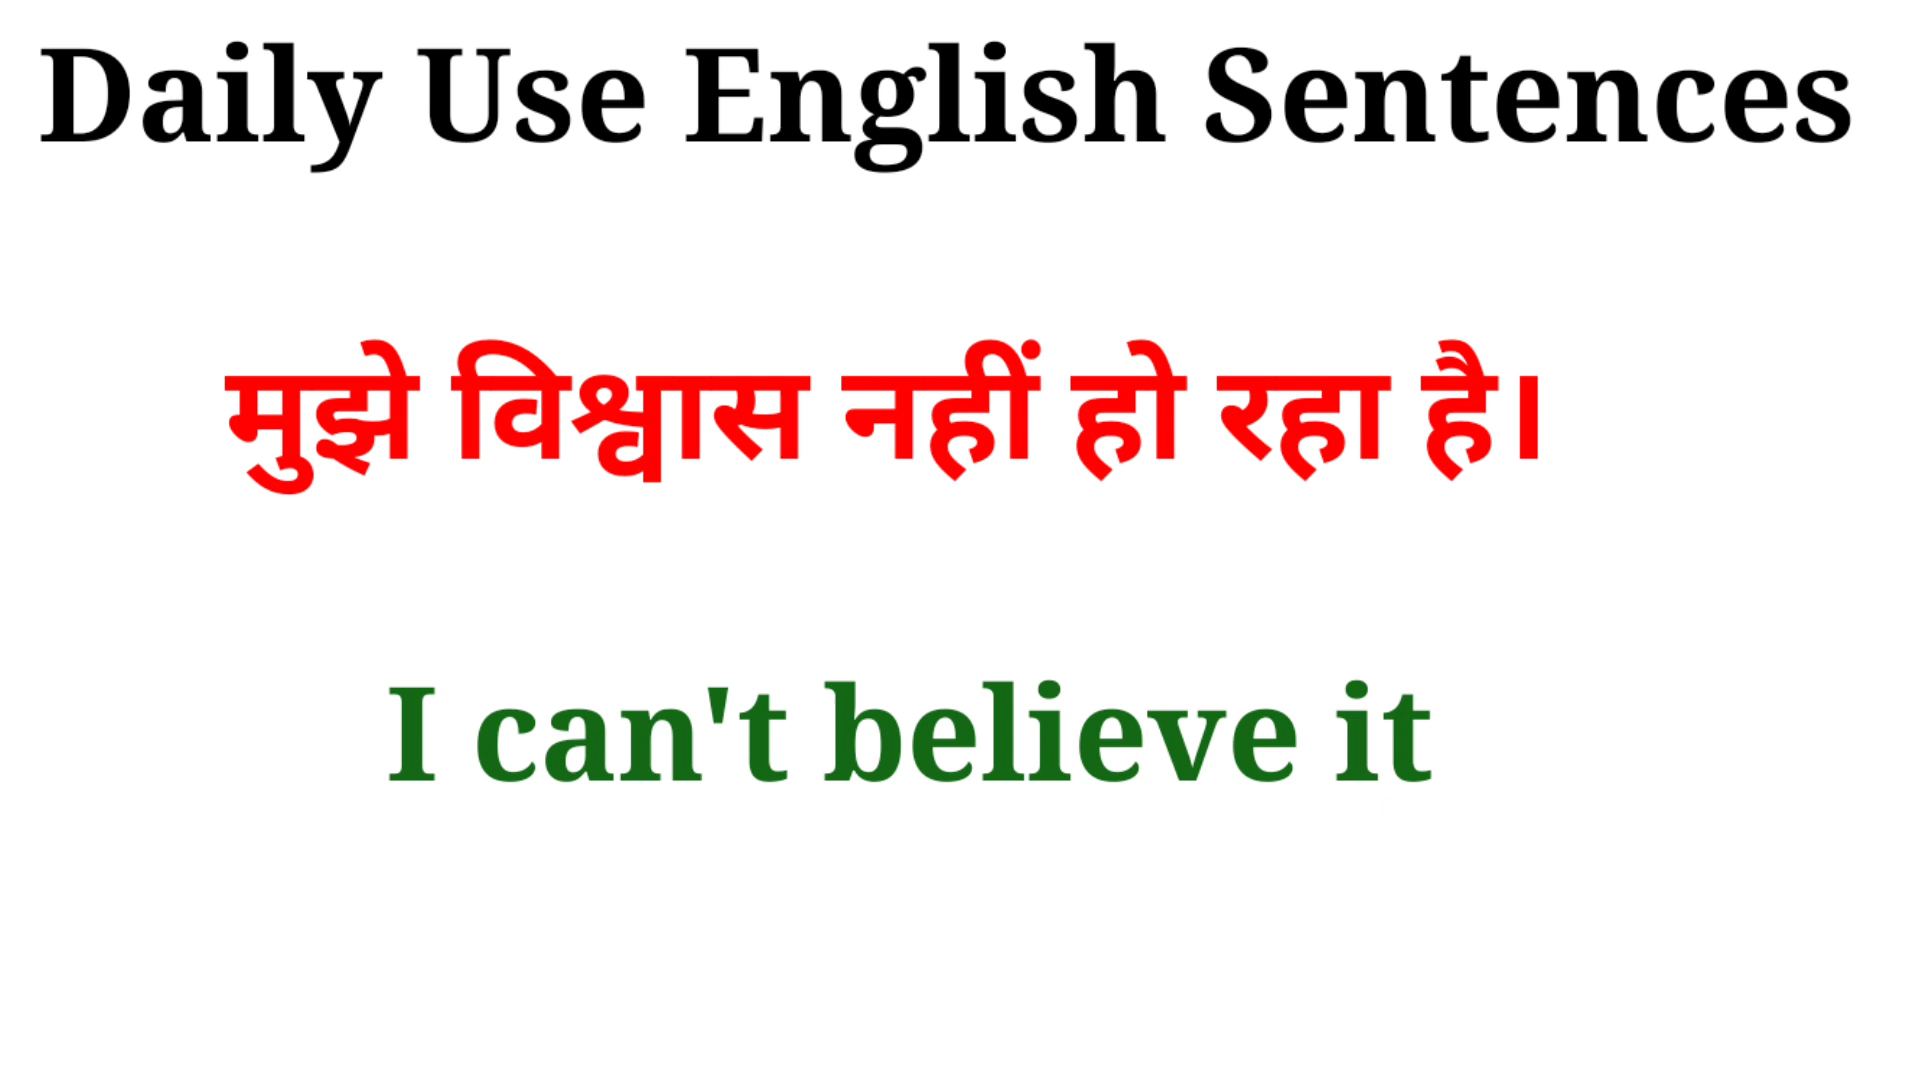 Daily Use English Sentences
मुझे विश्वास नहीं हो रहा है।
I can't believe it